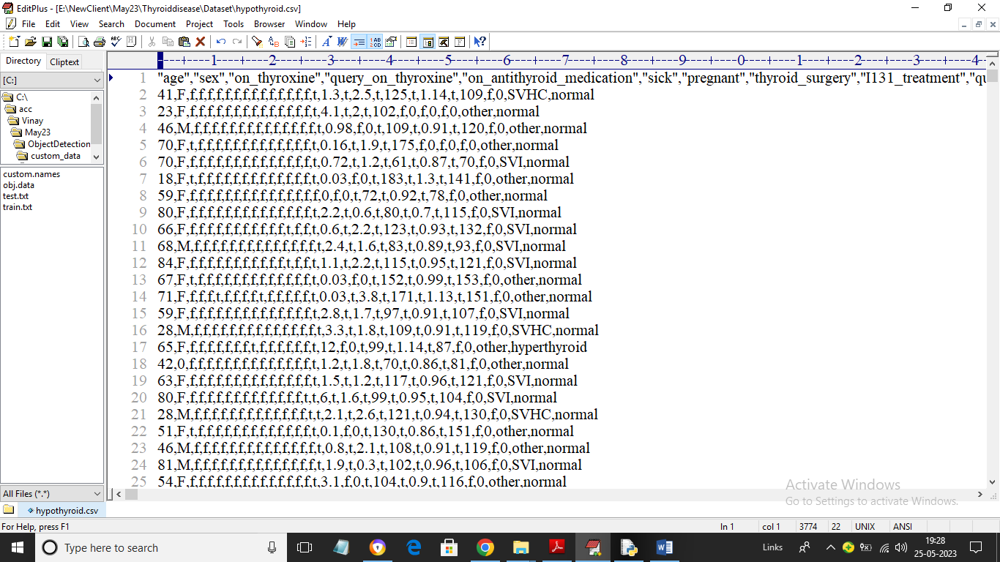 EditPlus - [E:\NewClient\May23\Thyroiddisease\Dataset\hypothyroid.csv]
File Edit View Search Document Project Tools Browser Window Help
Directory Cliptext
[C:]
C:\
acc
Vinay
May23
ObjectDetection
custom_data
custom.names
obj.data
test.txt
train.txt
----+----1----+----2----+----3----+----4----+----5----+----6----+----7----+----8----+----9----+----0----+----1----+----2----+----3----+----4-
1 "age","sex","on_thyroxine","query_on_thyroxine","on_antithyroid_medication","sick","pregnant","thyroid_surgery","I131_treatment","qu
2 41,F,f,f,f,f,f,f,f,f,f,f,f,f,f,f,t,1.3,t,2.5,t,125,t,1.14,t,109,f,0,SVHC,normal
3 23,F,f,f,f,f,f,f,f,f,f,f,f,f,f,f,t,4.1,t,2,t,102,f,0,f,0,f,0,other,normal
4 46,M,f,f,f,f,f,f,f,f,f,f,f,f,f,f,t,0.98,f,0,t,109,t,0.91,t,120,f,0,other,normal
5 70,F,t,f,f,f,f,f,f,f,f,f,f,f,f,f,t,0.16,t,1.9,t,175,f,0,f,0,f,0,other,normal
6 70,F,f,f,f,f,f,f,f,f,f,f,f,f,f,f,t,0.72,t,1.2,t,61,t,0.87,t,70,f,0,SVI,normal
7 18,F,t,f,f,f,f,f,f,f,f,f,f,f,f,f,t,0.03,f,0,t,183,t,1.3,t,141,f,0,other,normal
8 59,F,f,f,f,f,f,f,f,f,f,f,f,f,f,f,f,0,f,0,t,72,t,0.92,t,78,f,0,other,normal
9 80,F,f,f,f,f,f,f,f,f,f,f,f,f,f,f,t,2.2,t,0.6,t,80,t,0.7,t,115,f,0,SVI,normal
10 66,F,f,f,f,f,f,f,f,f,f,f,f,t,f,f,t,0.6,t,2.2,t,123,t,0.93,t,132,f,0,SVI,normal
11 68,M,f,f,f,f,f,f,f,f,f,f,f,f,f,f,t,2.4,t,1.6,t,83,t,0.89,t,93,f,0,SVI,normal
12 84,F,f,f,f,f,f,f,f,f,f,f,f,t,f,f,t,1.1,t,2.2,t,115,t,0.95,t,121,f,0,SVI,normal
13 67,F,t,f,f,f,f,f,f,f,f,f,f,f,f,f,t,0.03,f,0,t,152,t,0.99,t,153,f,0,other,normal
14 71,F,f,f,f,t,f,f,f,f,t,f,f,f,f,f,t,0.03,t,3.8,t,171,t,1.13,t,151,f,0,other,normal
15 59,F,f,f,f,f,f,f,f,f,f,f,f,f,f,f,t,2.8,t,1.7,t,97,t,0.91,t,107,f,0,SVI,normal
16 28,M,f,f,f,f,f,f,f,f,f,f,f,f,f,f,t,3.3,t,1.8,t,109,t,0.91,t,119,f,0,SVHC,normal
17 65,F,f,f,f,f,f,f,f,t,f,f,f,f,f,f,t,12,f,0,t,99,t,1.14,t,87,f,0,other,hyperthyroid
18 42,0,f,f,f,f,f,f,f,f,f,f,f,f,f,f,t,1.2,t,1.8,t,70,t,0.86,t,81,f,0,other,normal
19 63,F,f,f,f,f,f,f,f,f,f,f,f,f,f,f,t,1.5,t,1.2,t,117,t,0.96,t,121,f,0,SVI,normal
20 80,F,f,f,f,f,f,f,f,f,f,f,f,f,f,t,t,6,t,1.6,t,99,t,0.95,t,104,f,0,SVI,normal
21 28,M,f,f,f,f,f,f,f,f,f,f,f,f,f,t,t,2.1,t,2.6,t,121,t,0.94,t,130,f,0,SVHC,normal
22 51,F,t,f,f,f,f,f,f,f,f,f,f,f,f,f,t,0.1,f,0,t,130,t,0.86,t,151,f,0,other,normal
23 46,M,f,f,f,f,f,f,f,f,f,f,f,f,f,f,t,0.8,t,2.1,t,108,t,0.91,t,119,f,0,other,normal
24 81,M,f,f,f,f,f,f,f,f,f,f,f,f,f,f,t,1.9,t,0.3,t,102,t,0.96,t,106,f,0,SVI,normal
25 54,F,f,f,f,f,f,f,f,f,f,f,f,f,f,f,t,3.1,f,0,t,104,t,0.9,t,116,f,0,other,normal
Activate Windows
Go to Settings to activate Windows.
All Files (*.*)
hypothyroid.csv
For Help, press F1 ln 1 col 1 3774 22 UNIX ANSI
Type here to search Links 19:28
25-05-2023